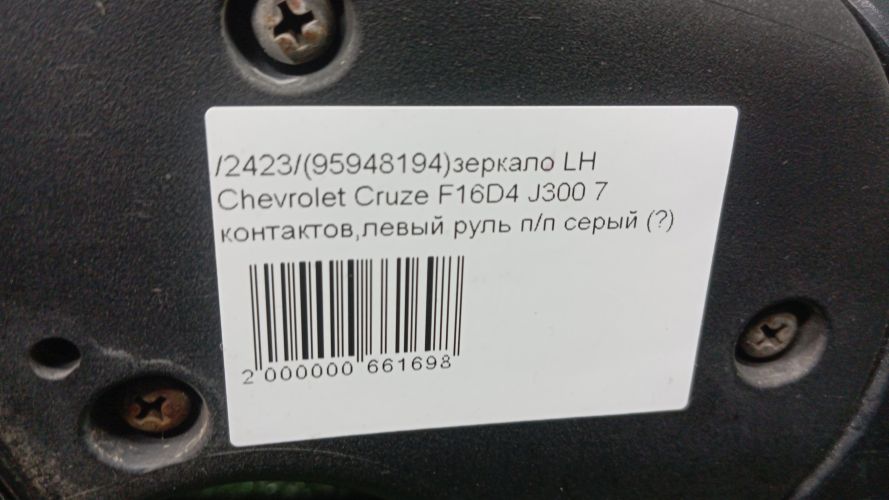 /2423/(95948194)зеркало LH
Chevrolet Cruze F16D4 J300 7
контактов,левый руль п/п серый (?)
2 000000 661698